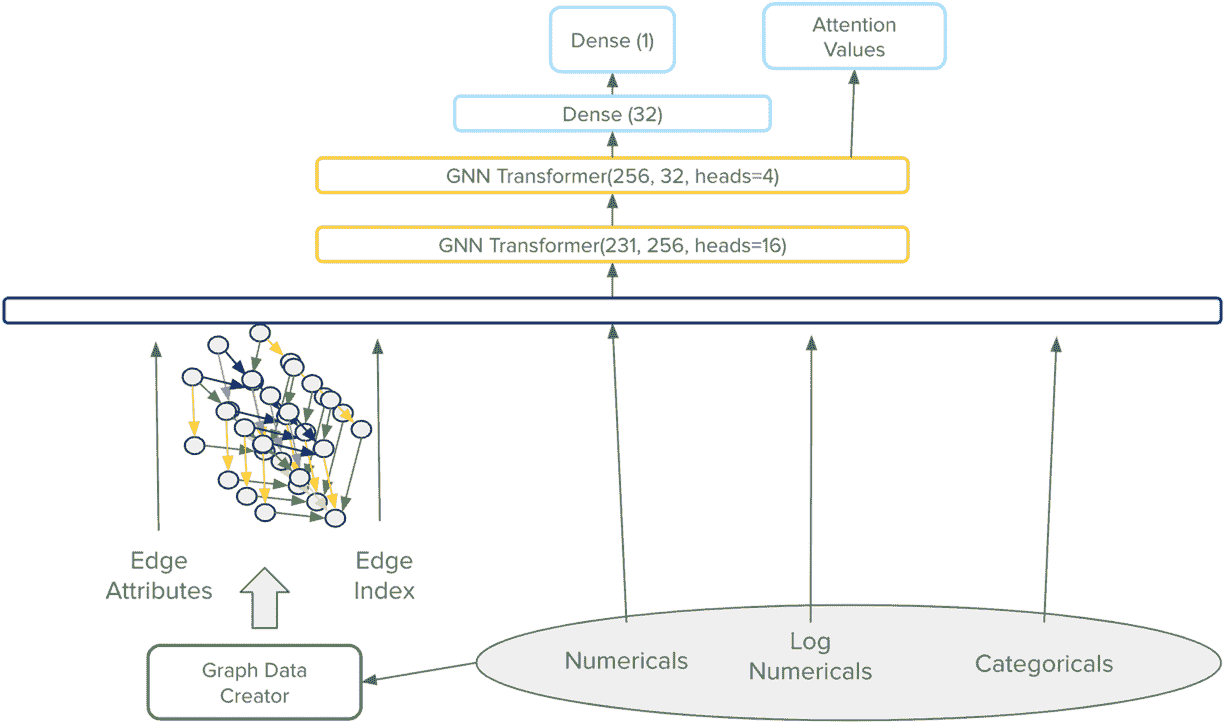 Dense (1)
Attention
Values
Dense (32)
GNN Transformer(256, 32, heads=4)
GNN Transformer(231, 256, heads=16)
Edge
Attributes
Edge
Index
Graph Data
Creator
Numericals
Log
Numericals
Categoricals